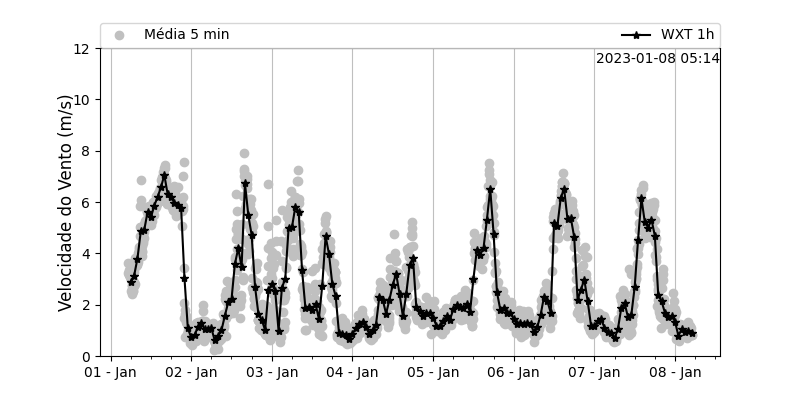 Média 5 min
WXT 1h
2023-01-08 05:14
Velocidade do Vento (m/s)
12
10
8
6
4
2
0
01 - Jan
02 - Jan
03 - Jan
04 - Jan
05 - Jan
06 - Jan
07 - Jan
08 - Jan